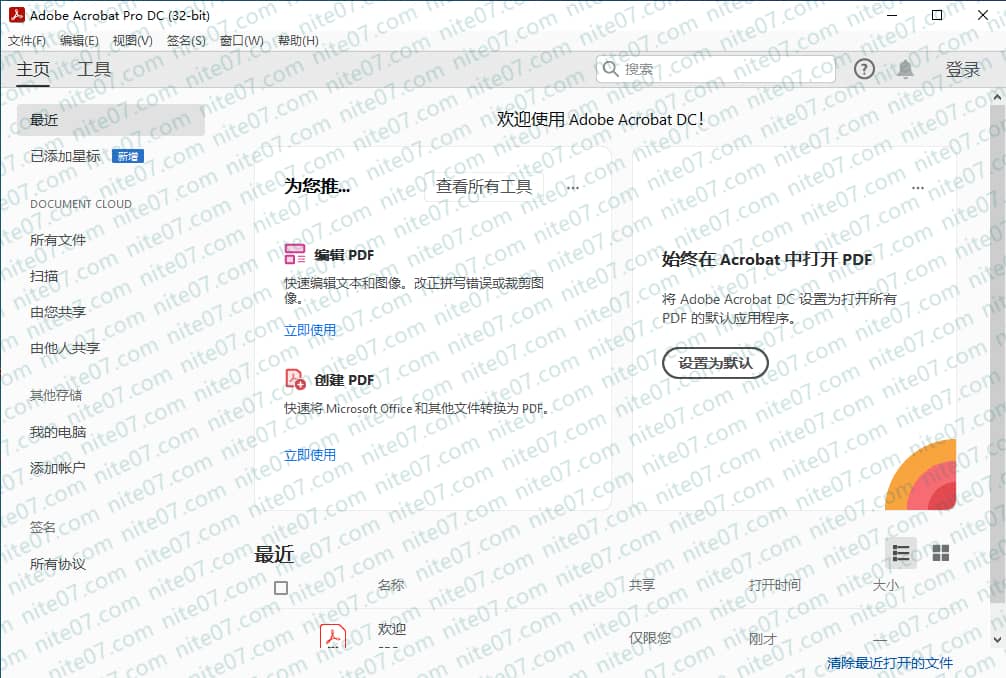 Adobe Acrobat Pro DC (32-bit)
文件(F) 编辑(E) 视图(V) 签名(S) 窗口(W) 帮助(H)
主页 工具 搜索 登录
最近
已添加星标 新增
DOCUMENT CLOUD
所有文件
扫描
由您共享
由他人共享
其他存储
我的电脑
添加帐户
签名
所有协议
欢迎使用 Adobe Acrobat DC!
为您推... 查看所有工具 ...
编辑 PDF
快速编辑文本和图像。改正拼写错误或裁剪图
像。
立即使用
创建 PDF
快速将 Microsoft Office 和其他文件转换为 PDF。
立即使用
...
始终在 Acrobat 中打开 PDF
将 Adobe Acrobat DC 设置为打开所有
PDF 的默认应用程序。
设置为默认
最近
名称 共享 打开时间 大小
欢迎 仅限您 刚才 —
清除最近打开的文件
nite07.com